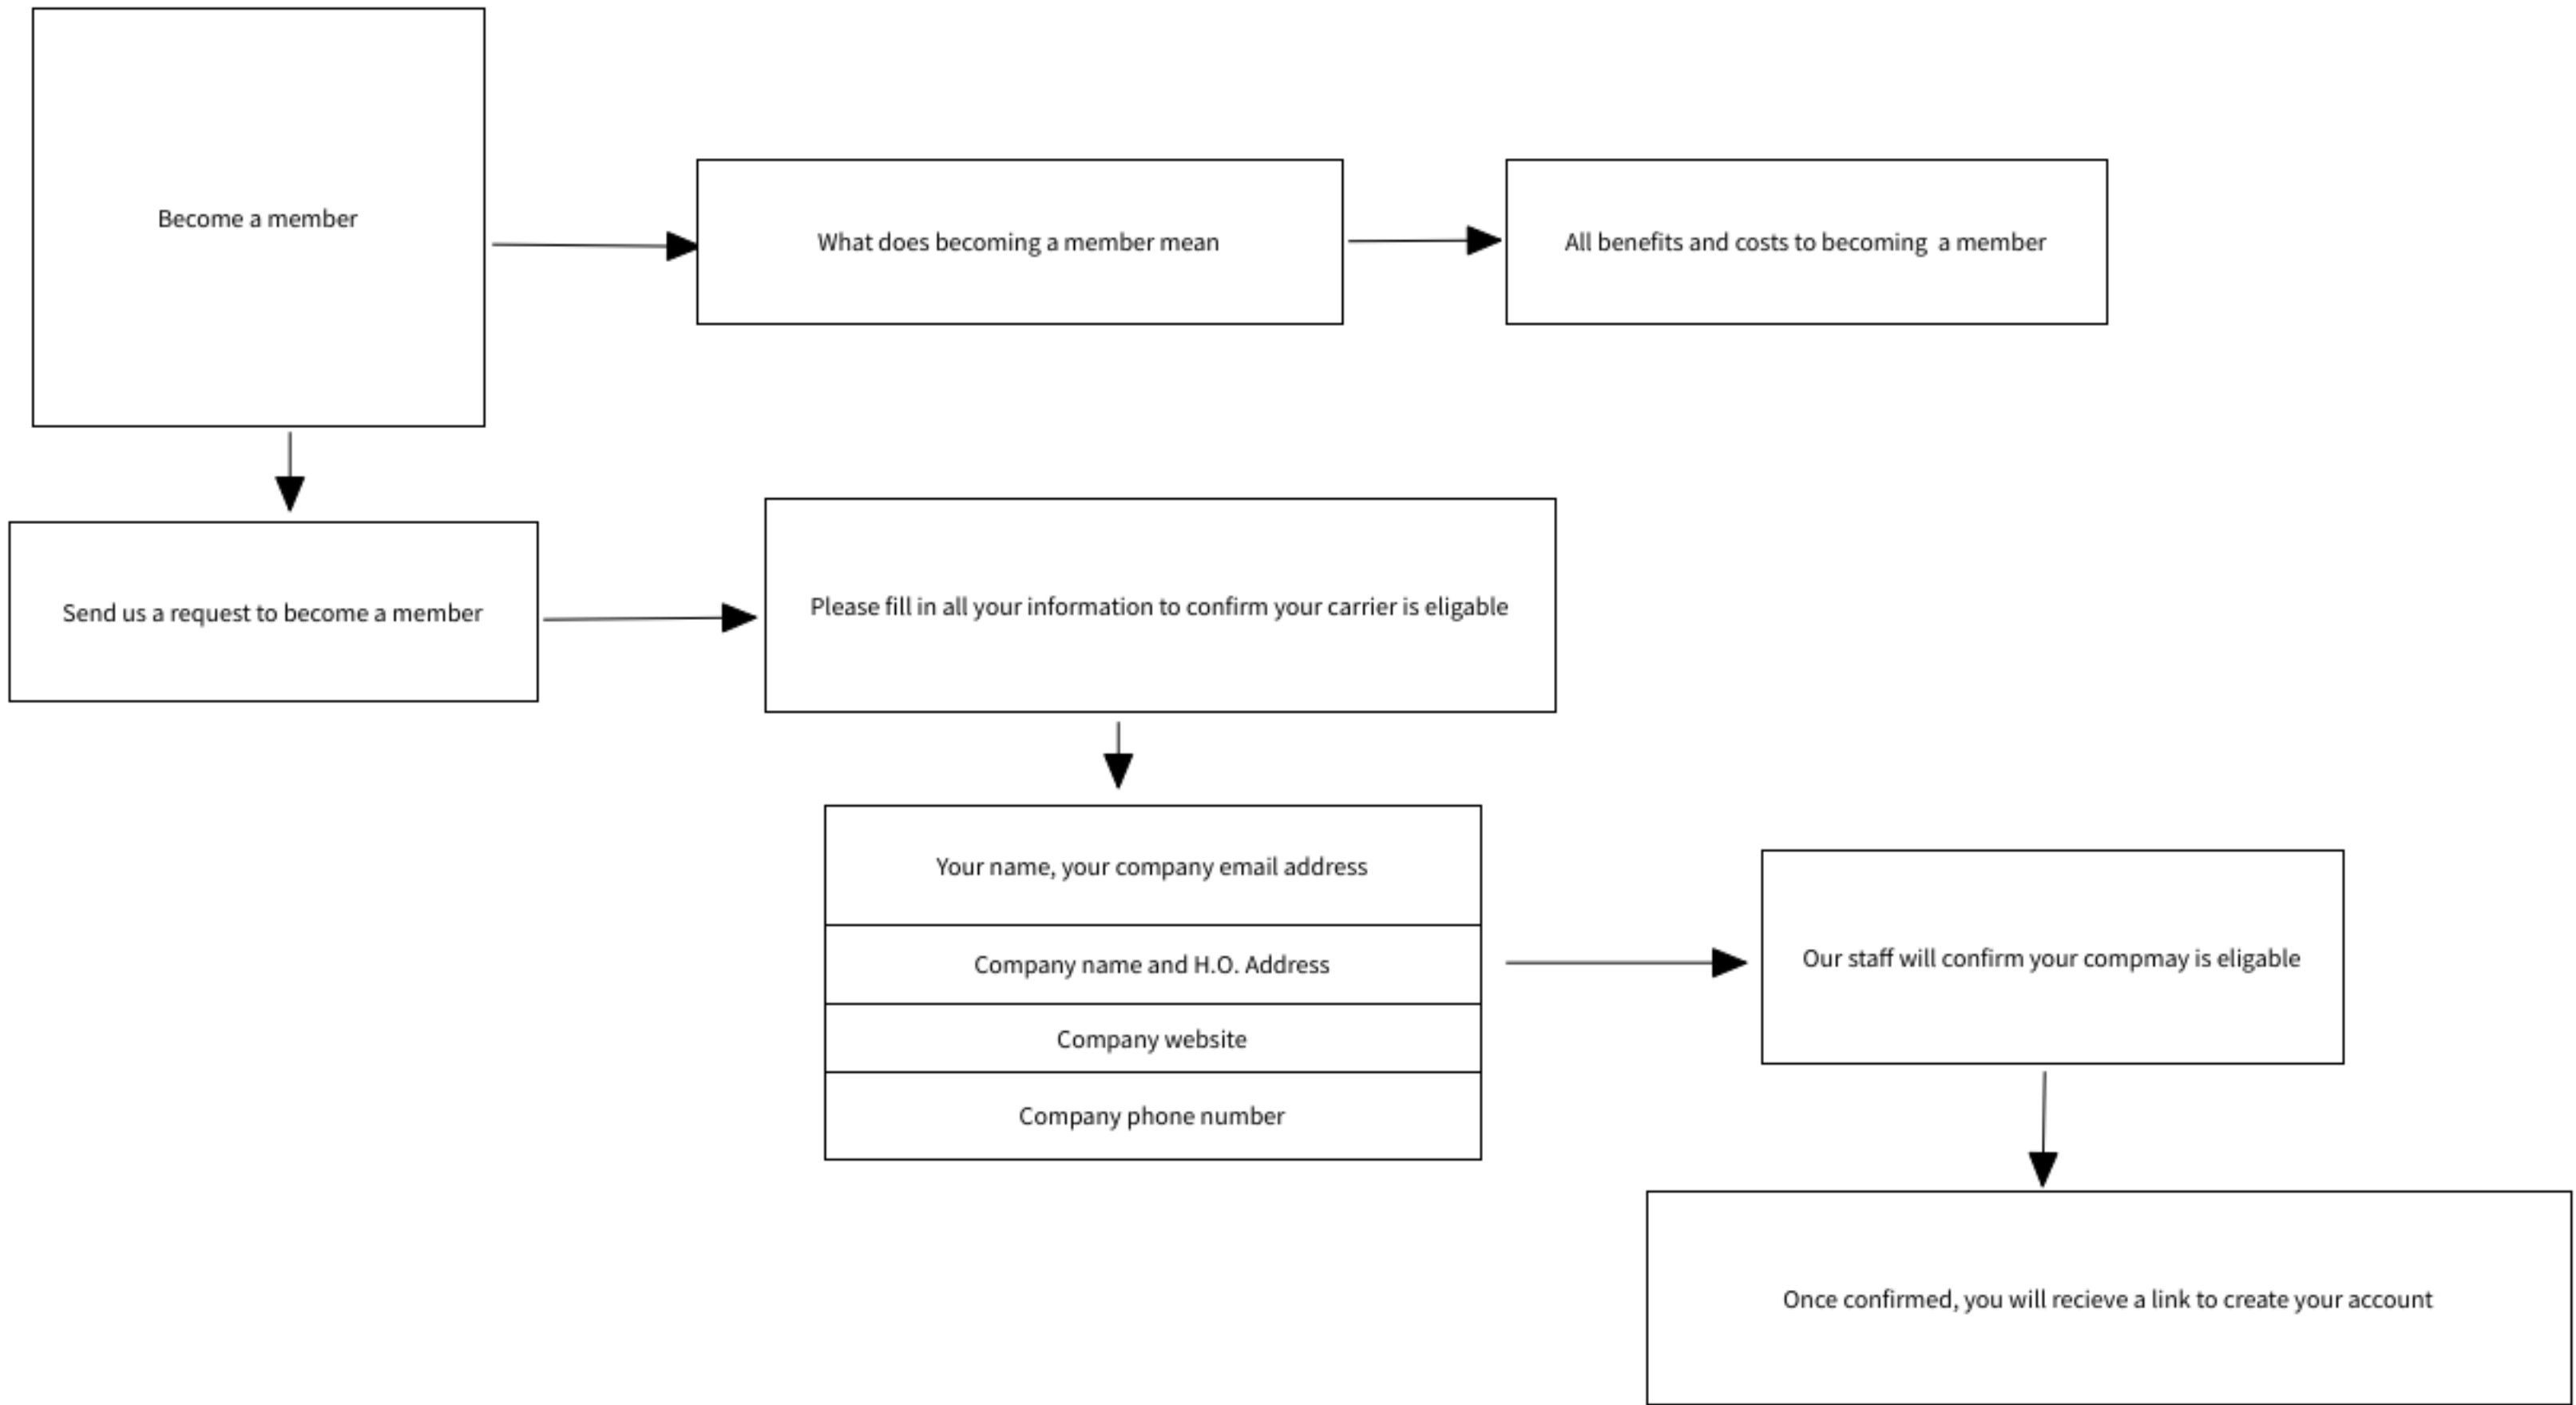 Become a member
What does becoming a member mean
All benefits and costs to becoming  a member
Send us a request to become a member
Please fill in all your information to confirm your carrier is eligable
Your name, your company email address
Company name and H.O. Address
Company website
Company phone number
Our staff will confirm your compmay is eligable
Once confirmed, you will recieve a link to create your account